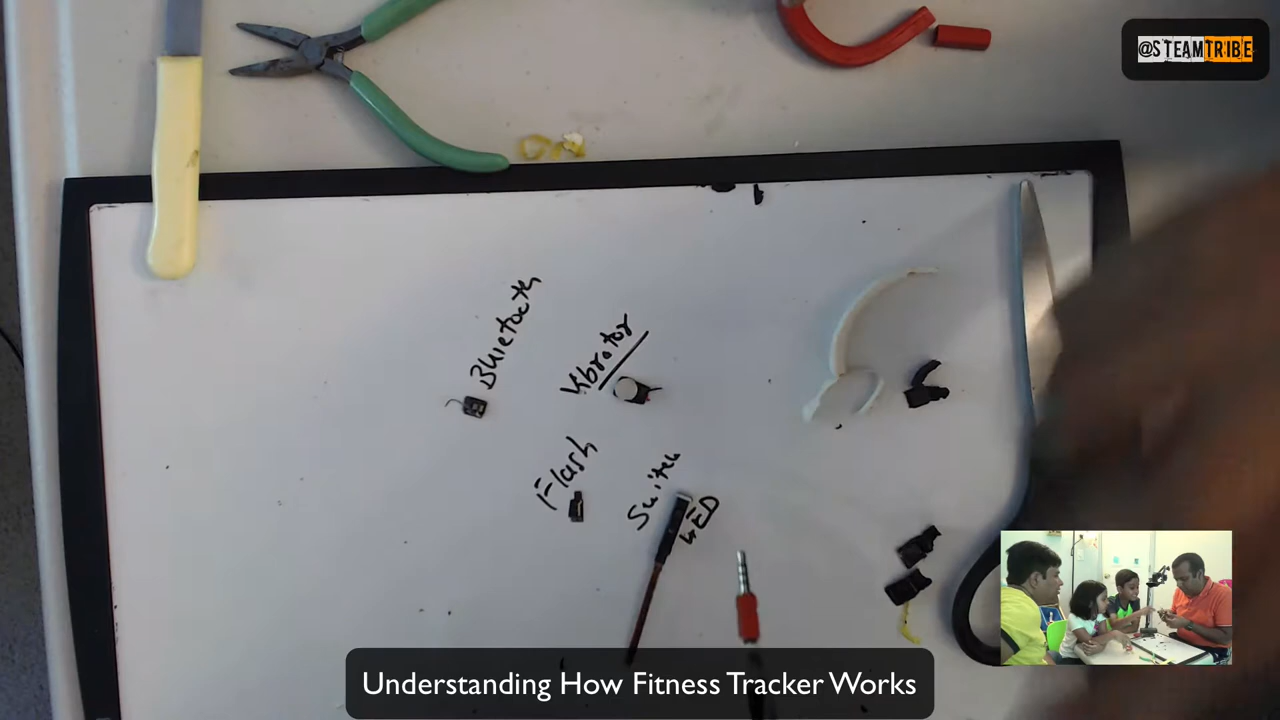 @STEAMTRIBE
Bluetooth
Vibrator
Flash
Switch
LED
Understanding How Fitness Tracker Works